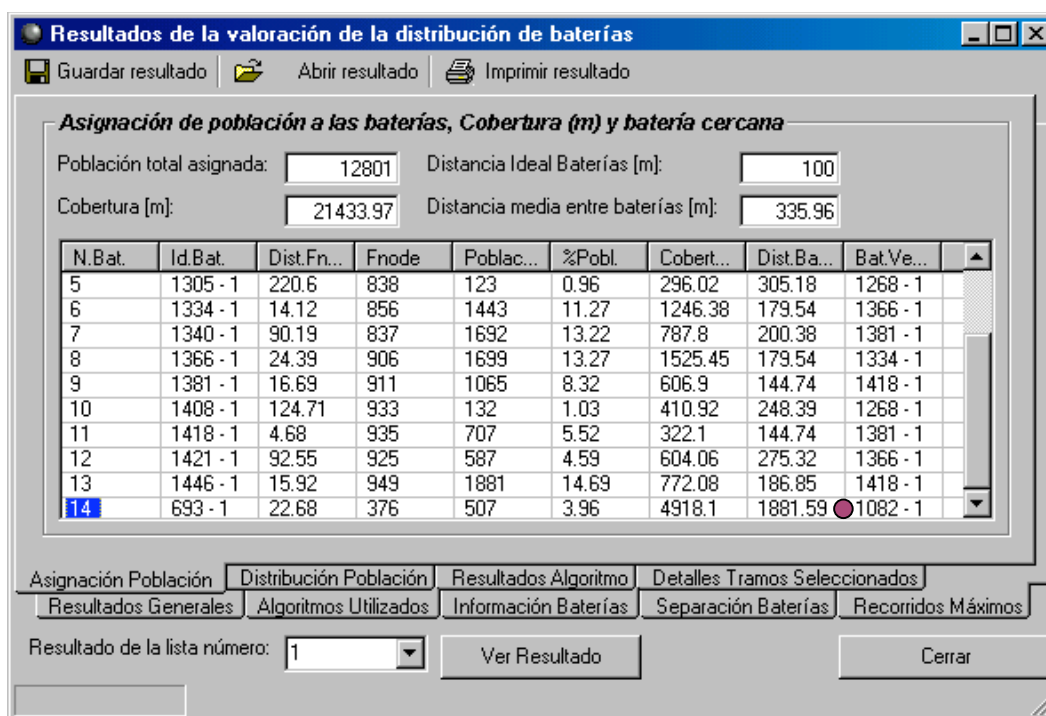 Resultados de la valoración de la distribución de baterías
Guardar resultado Abrir resultado Imprimir resultado
Asignación de población a las baterías, Cobertura (m) y batería cercana
Población total asignada: 12801 Distancia Ideal Baterías [m]: 100
Cobertura [m]: 21433.97 Distancia media entre baterías [m]: 335.96
N.Bat. Id.Bat. Dist.Fn... Fnode Poblac... %Pobl. Cobert... Dist.Ba... Bat.Ve...
5 1305 - 1 220.6 838 123 0.96 296.02 305.18 1268 - 1
6 1334 - 1 14.12 856 1443 11.27 1246.38 179.54 1366 - 1
7 1340 - 1 90.19 837 1692 13.22 787.8 200.38 1381 - 1
8 1366 - 1 24.39 906 1699 13.27 1525.45 179.54 1334 - 1
9 1381 - 1 16.69 911 1065 8.32 606.9 144.74 1418 - 1
10 1408 - 1 124.71 933 132 1.03 410.92 248.39 1268 - 1
11 1418 - 1 4.68 935 707 5.52 322.1 144.74 1381 - 1
12 1421 - 1 92.55 925 587 4.59 604.06 275.32 1366 - 1
13 1446 - 1 15.92 949 1881 14.69 772.08 186.85 1418 - 1
14 693 - 1 22.68 376 507 3.96 4918.1 1881.59 1082 - 1
Asignación Población Distribución Población Resultados Algoritmo Detalles Tramos Seleccionados
Resultados Generales Algoritmos Utilizados Información Baterías Separación Baterías Recorridos Máximos
Resultado de la lista número: 1 Ver Resultado Cerrar